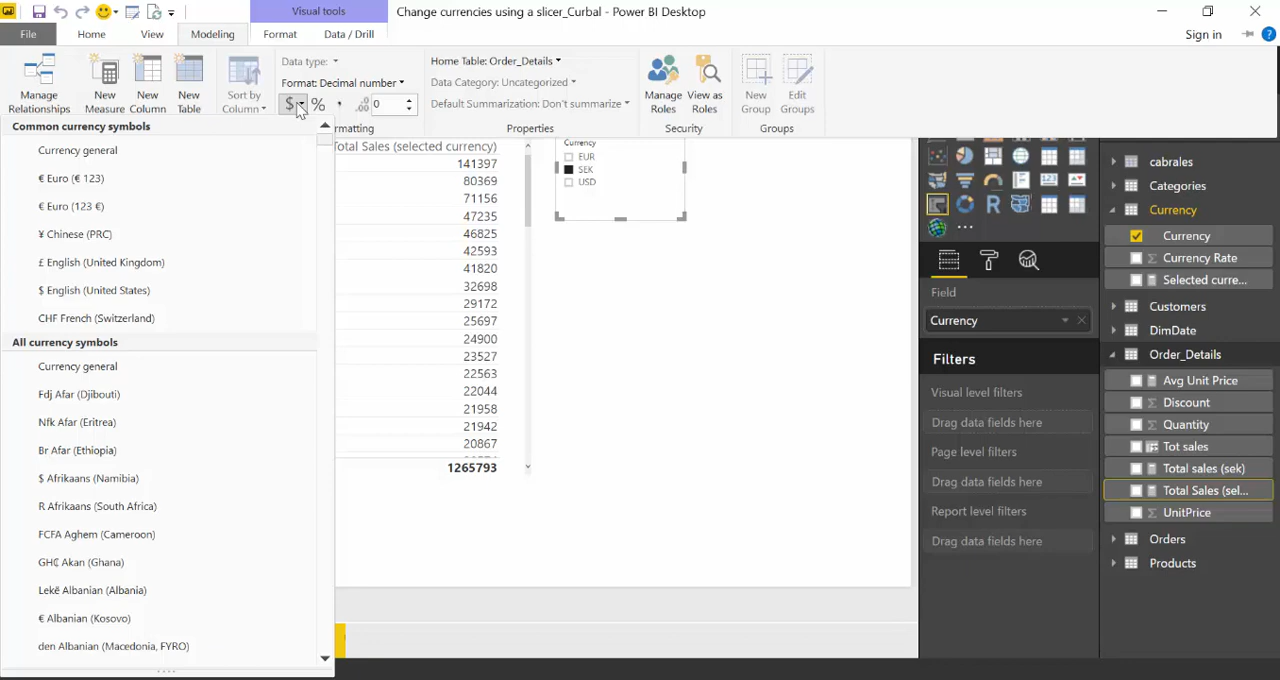 Visual tools
Change currencies using a slicer_Curbal - Power BI Desktop
File
Home
View
Modeling
Format
Data / Drill
Sign in
Manage
Relationships
New
Measure
New
Column
New
Table
Sort by
Column
Data type:
Format: Decimal number
$ % , 0
rmatting
Home Table: Order_Details
Data Category: Uncategorized
Default Summarization: Don't summarize
Properties
Manage
Roles
View as
Roles
Security
New
Group
Edit
Groups
Groups
Common currency symbols
Currency general
€ Euro (€ 123)
€ Euro (123 €)
¥ Chinese (PRC)
£ English (United Kingdom)
$ English (United States)
CHF French (Switzerland)
All currency symbols
Currency general
Fdj Afar (Djibouti)
Nfk Afar (Eritrea)
Br Afar (Ethiopia)
$ Afrikaans (Namibia)
R Afrikaans (South Africa)
FCFA Aghem (Cameroon)
GH₵ Akan (Ghana)
Lekë Albanian (Albania)
€ Albanian (Kosovo)
den Albanian (Macedonia, FYRO)
Total Sales (selected currency)
141397
80369
71156
47235
46825
42593
41820
32698
29172
25697
24900
23527
22563
22044
21958
21942
20867
1265793
Currency
EUR
SEK
USD
R
Field
Currency
Filters
Visual level filters
Drag data fields here
Page level filters
Drag data fields here
Report level filters
Drag data fields here
cabrales
Categories
Currency
Currency
Currency Rate
Selected curre...
Customers
DimDate
Order_Details
Avg Unit Price
Discount
Quantity
Tot sales
Total sales (sek)
Total Sales (sel...
UnitPrice
Orders
Products